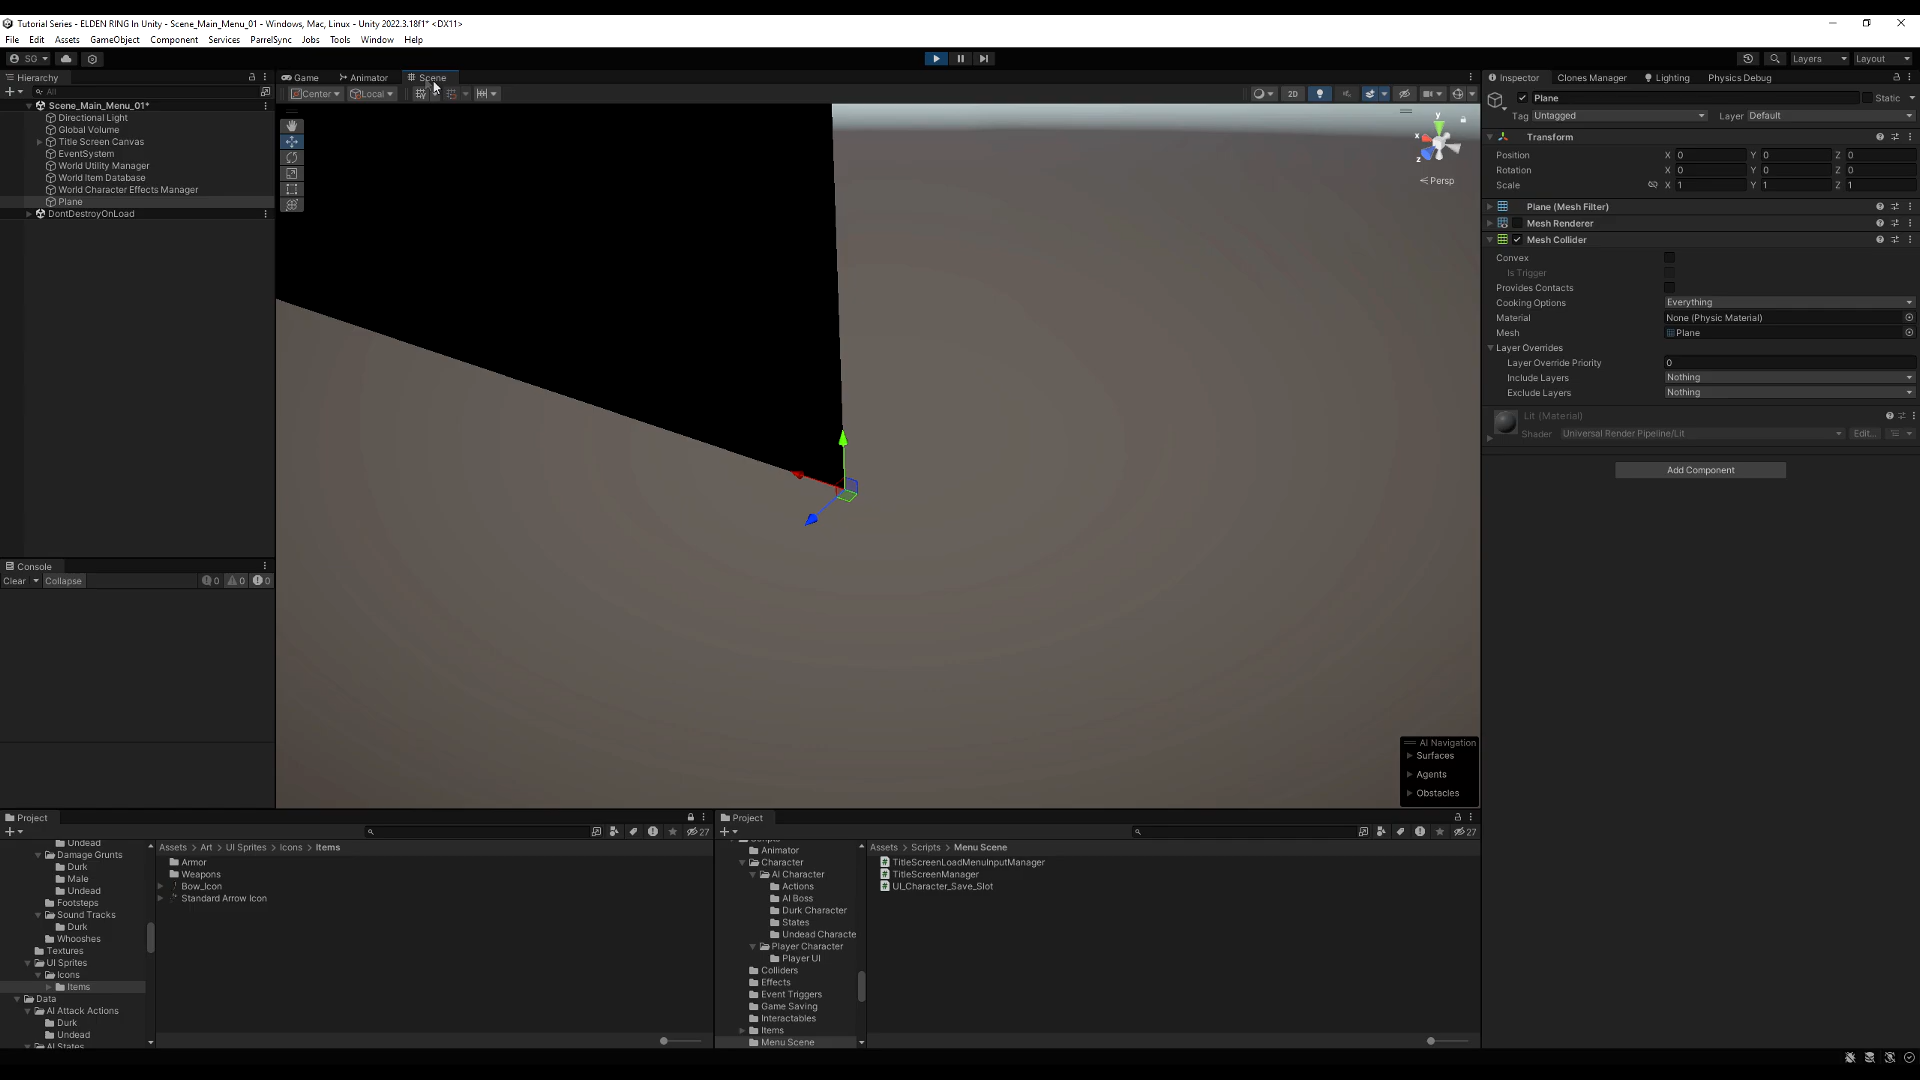 Tutorial Series - ELDEN RING In Unity - Scene_Main_Menu_01 - Windows, Mac, Linux - Unity 2022.3.18f1* <DX11>
File Edit Assets GameObject Component Services ParrelSync Jobs Tools Window Help
SG Layers Layout
Hierarchy
All
Scene_Main_Menu_01*
Directional Light
Global Volume
Title Screen Canvas
EventSystem
World Utility Manager
World Item Database
World Character Effects Manager
Plane
DontDestroyOnLoad
Console
Clear Collapse 0 0 0
Game Animator Scene
Center Local 2D
y
x
z
Persp
AI Navigation
Surfaces
Agents
Obstacles
Inspector Clones Manager Lighting Physics Debug
Plane Static
Tag Untagged Layer Default
Transform
Position X 0 Y 0 Z 0
Rotation X 0 Y 0 Z 0
Scale X 1 Y 1 Z 1
Plane (Mesh Filter)
Mesh Renderer
Mesh Collider
Convex
Is Trigger
Provides Contacts
Cooking Options Everything
Material None (Physic Material)
Mesh Plane
Layer Overrides
Layer Override Priority 0
Include Layers Nothing
Exclude Layers Nothing
Lit (Material)
Shader Universal Render Pipeline/Lit Edit...
Add Component
Project
27
Undead
Damage Grunts
Durk
Male
Undead
Footsteps
Sound Tracks
Durk
Whooshes
Textures
UI Sprites
Icons
Items
Data
AI Attack Actions
Durk
Undead
AI States
Assets > Art > UI Sprites > Icons > Items
Armor
Weapons
Bow_Icon
Standard Arrow Icon
Project
27
Scripts
Animator
Character
AI Character
Actions
AI Boss
Durk Character
States
Undead Characte
Player Character
Player UI
Colliders
Effects
Event Triggers
Game Saving
Interactables
Items
Menu Scene
Assets > Scripts > Menu Scene
TitleScreenLoadMenuInputManager
TitleScreenManager
UI_Character_Save_Slot